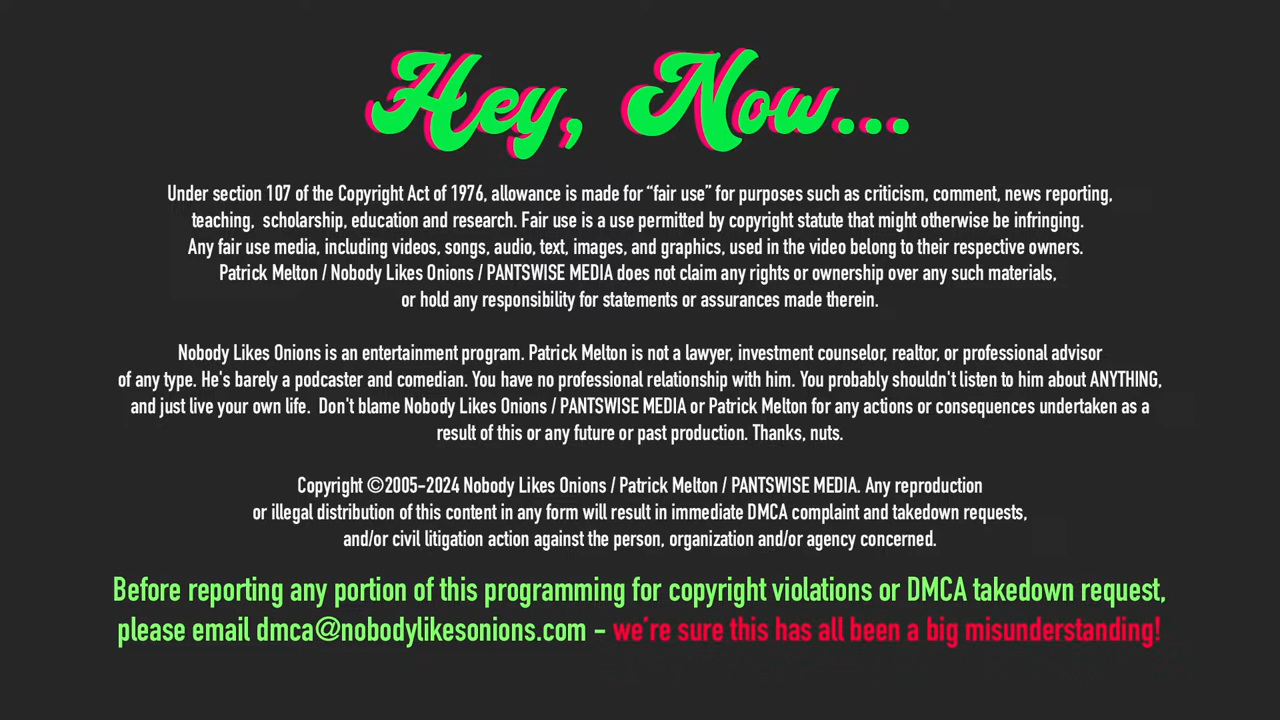 Hey, Now...
Under section 107 of the Copyright Act of 1976, allowance is made for “fair use” for purposes such as criticism, comment, news reporting,
teaching,  scholarship, education and research. Fair use is a use permitted by copyright statute that might otherwise be infringing.
Any fair use media, including videos, songs, audio, text, images, and graphics, used in the video belong to their respective owners.
Patrick Melton / Nobody Likes Onions / PANTSWISE MEDIA does not claim any rights or ownership over any such materials,
or hold any responsibility for statements or assurances made therein.
Nobody Likes Onions is an entertainment program. Patrick Melton is not a lawyer, investment counselor, realtor, or professional advisor
of any type. He's barely a podcaster and comedian. You have no professional relationship with him. You probably shouldn't listen to him about ANYTHING,
and just live your own life.  Don't blame Nobody Likes Onions / PANTSWISE MEDIA or Patrick Melton for any actions or consequences undertaken as a
result of this or any future or past production. Thanks, nuts.
Copyright ©2005-2024 Nobody Likes Onions / Patrick Melton / PANTSWISE MEDIA. Any reproduction
or illegal distribution of this content in any form will result in immediate DMCA complaint and takedown requests,
and/or civil litigation action against the person, organization and/or agency concerned.
Before reporting any portion of this programming for copyright violations or DMCA takedown request,
please email dmca@nobodylikesonions.com - we're sure this has all been a big misunderstanding!